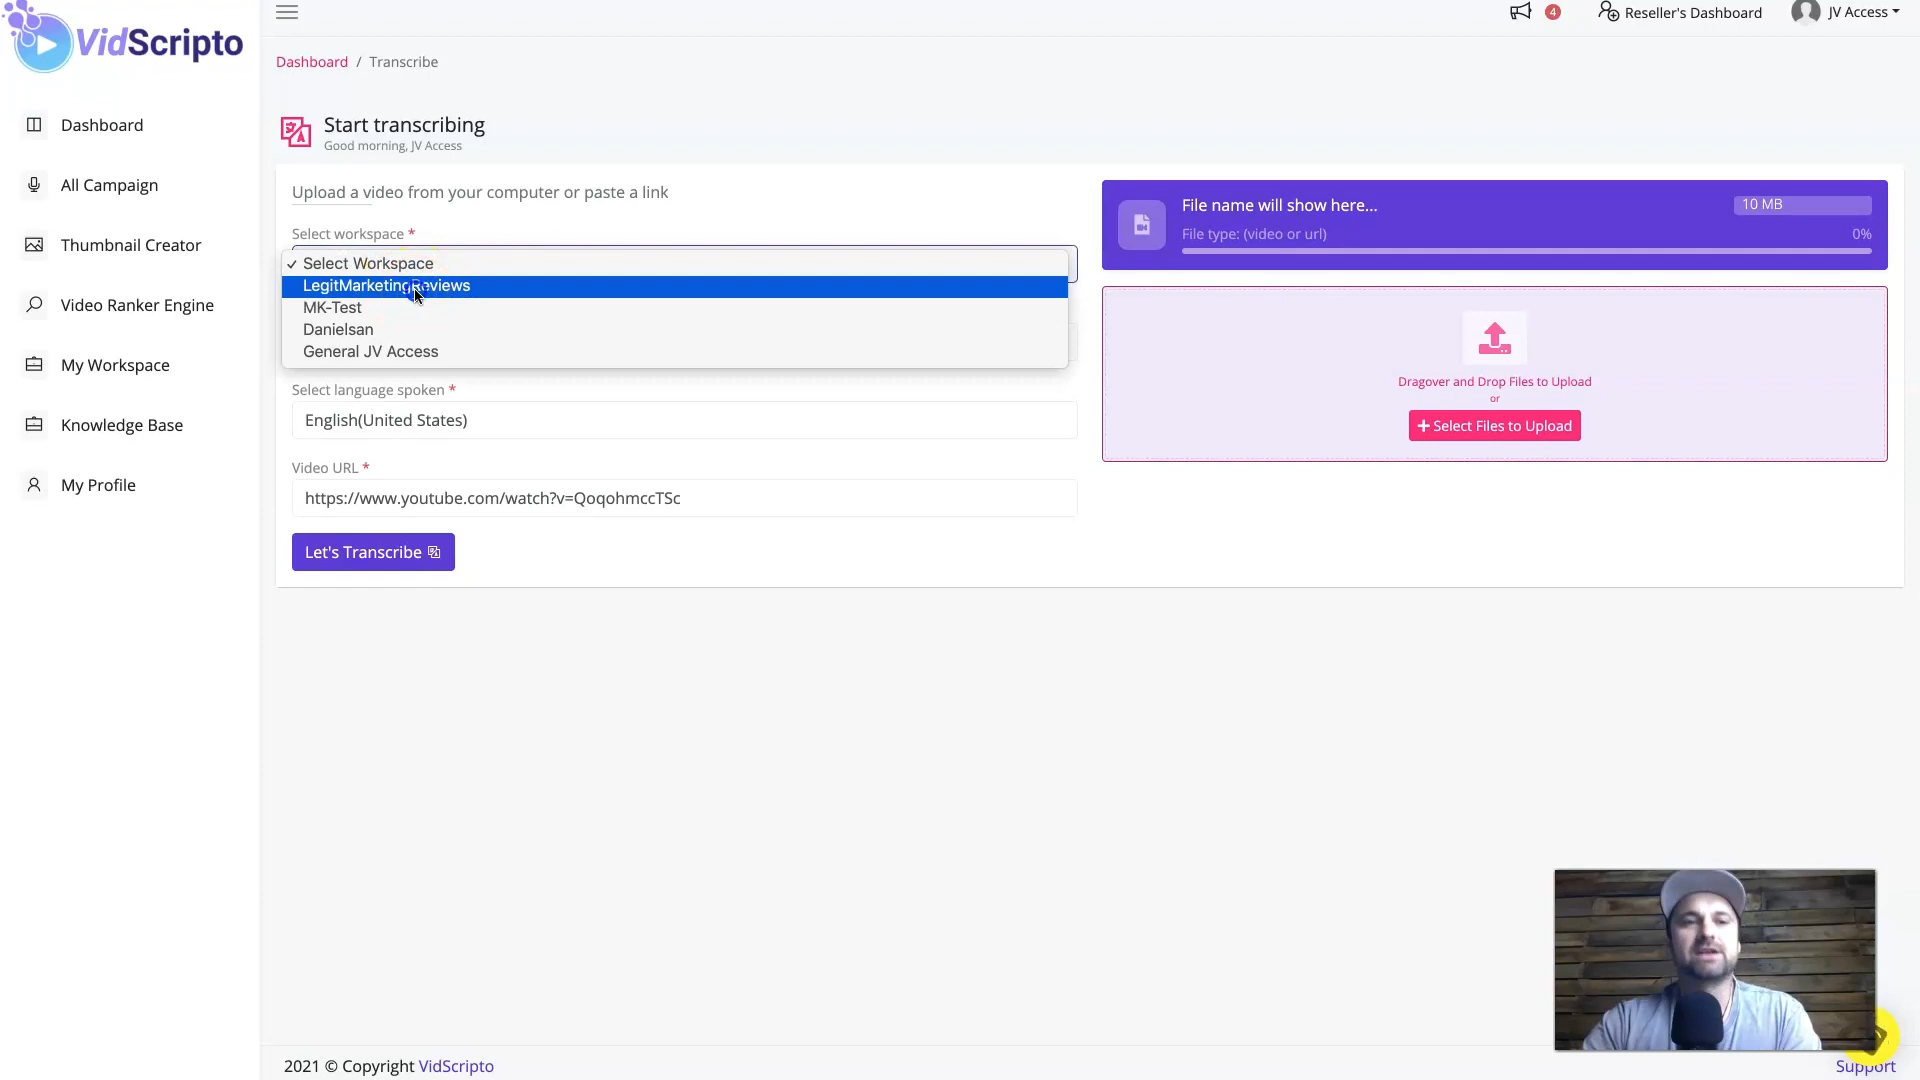 VidScripto
4
Reseller's Dashboard
JV Access
Dashboard / Transcribe
Dashboard
All Campaign
Thumbnail Creator
Video Ranker Engine
My Workspace
Knowledge Base
My Profile
Start transcribing
Good morning, JV Access
Upload a video from your computer or paste a link
Select workspace *
✓ Select Workspace
LegitMarketingReviews
MK-Test
Danielsan
General JV Access
Select language spoken *
English(United States)
Video URL *
https://www.youtube.com/watch?v=QoqohmccTSc
Let's Transcribe
File name will show here...
10 MB
File type: (video or url)
0%
Dragover and Drop Files to Upload
or
+ Select Files to Upload
2021 © Copyright VidScripto
Support